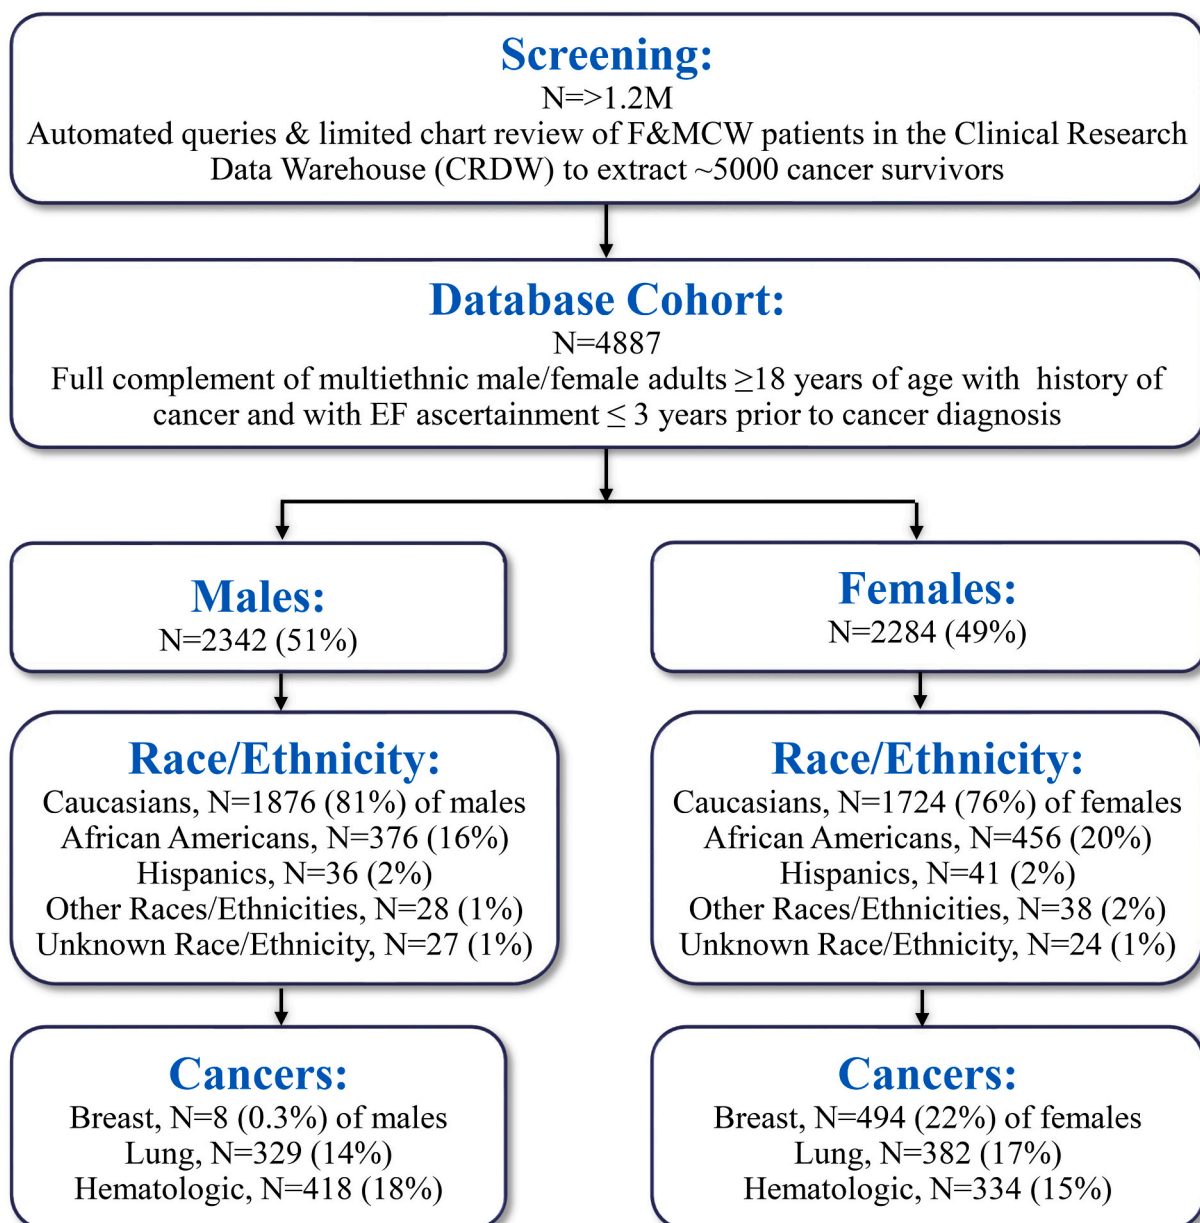 Screening:
N=>1.2M
Automated queries & limited chart review of F&MCW patients in the Clinical Research
Data Warehouse (CRDW) to extract ~5000 cancer survivors
Database Cohort:
N=4887
Full complement of multiethnic male/female adults ≥18 years of age with history of
cancer and with EF ascertainment ≤ 3 years prior to cancer diagnosis
Males:
N=2342 (51%)
Females:
N=2284 (49%)
Race/Ethnicity:
Caucasians, N=1876 (81%) of males
African Americans, N=376 (16%)
Hispanics, N=36 (2%)
Other Races/Ethnicities, N=28 (1%)
Unknown Race/Ethnicity, N=27 (1%)
Race/Ethnicity:
Caucasians, N=1724 (76%) of females
African Americans, N=456 (20%)
Hispanics, N=41 (2%)
Other Races/Ethnicities, N=38 (2%)
Unknown Race/Ethnicity, N=24 (1%)
Cancers:
Breast, N=8 (0.3%) of males
Lung, N=329 (14%)
Hematologic, N=418 (18%)
Cancers:
Breast, N=494 (22%) of females
Lung, N=382 (17%)
Hematologic, N=334 (15%)